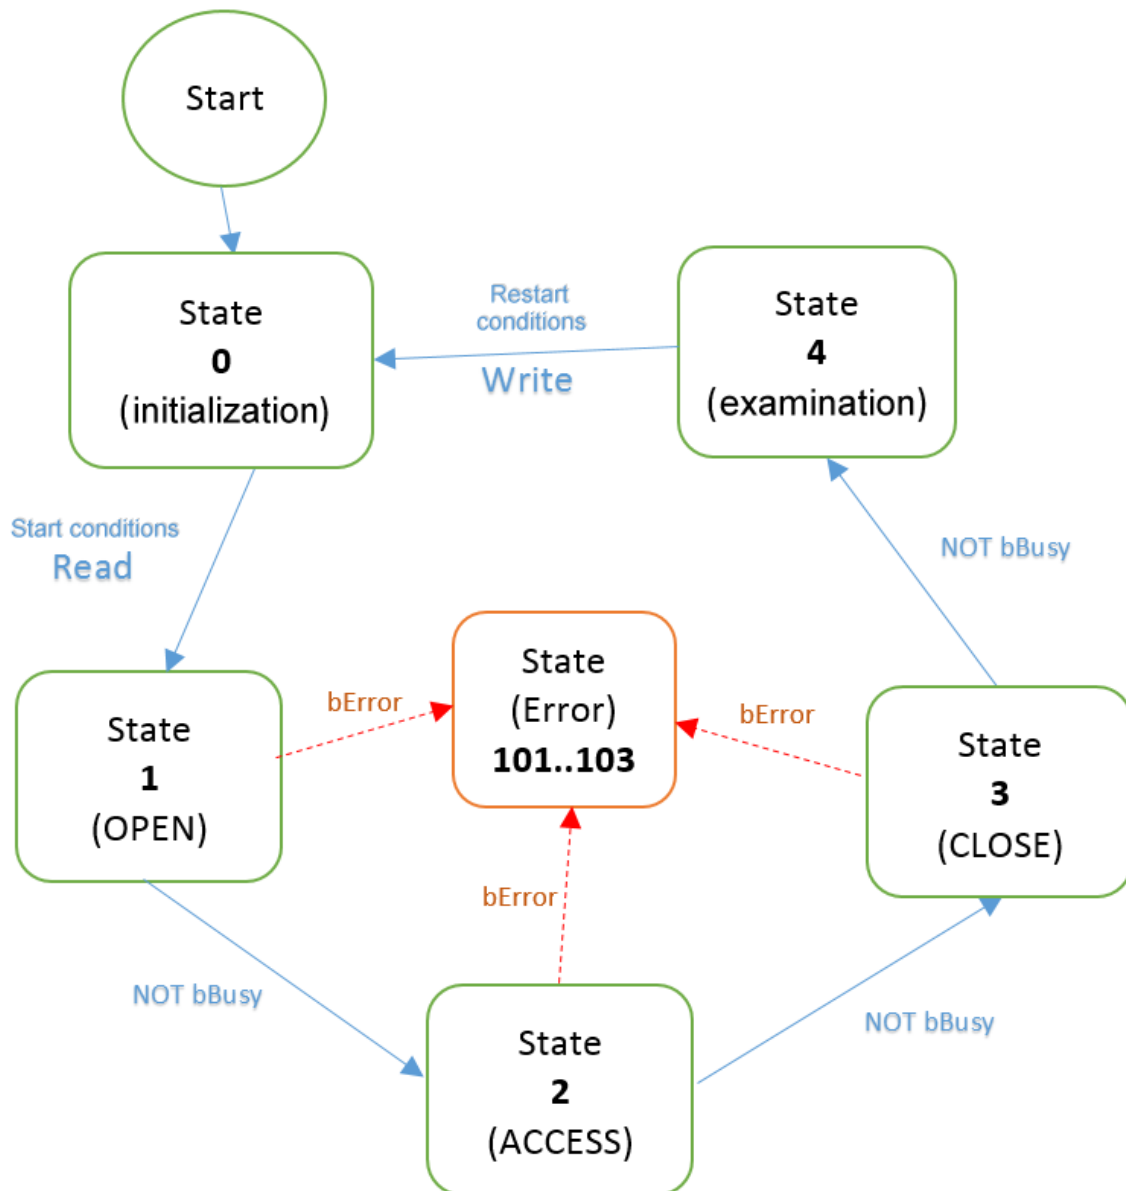 Start
State
0
(initialization)
Restart
conditions
Write
State
4
(examination)
Start conditions
Read
NOT bBusy
State
1
(OPEN)
bError
State
(Error)
101..103
bError
State
3
(CLOSE)
bError
NOT bBusy
NOT bBusy
State
2
(ACCESS)